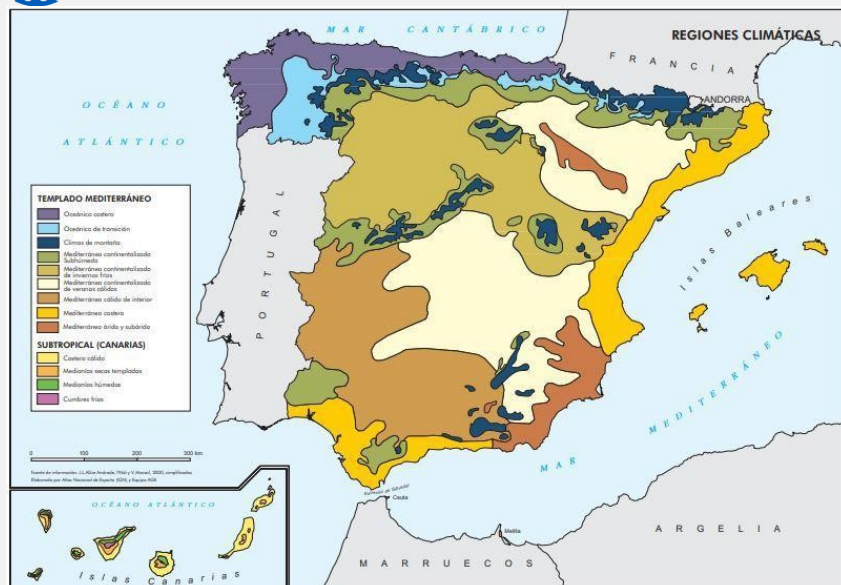 MAR CANTÁBRICO
REGIONES CLIMÁTICAS
FRANCIA
ANDORRA
OCÉANO
ATLÁNTICO
PORTUGAL
Islas Baleares
TEMPLADO MEDITERRÁNEO
Oceánico costero
Oceánico de transición
Climas de montaña
Mediterráneo continentalizado
Subhúmedo
Mediterráneo continentalizado
de inviernos fríos
Mediterráneo continentalizado
de veranos cálidos
Mediterráneo cálido de interior
Mediterráneo costero
Mediterráneo árido y subárido
SUBTROPICAL (CANARIAS)
Costero cálido
Medianías secas templadas
Medianías húmedas
Cumbres frías
MAR MEDITERRÁNEO
0 100 200 300 km
OCÉANO ATLÁNTICO
Islas Canarias
Ceuta
Melilla
MARRUECOS
ARGELIA